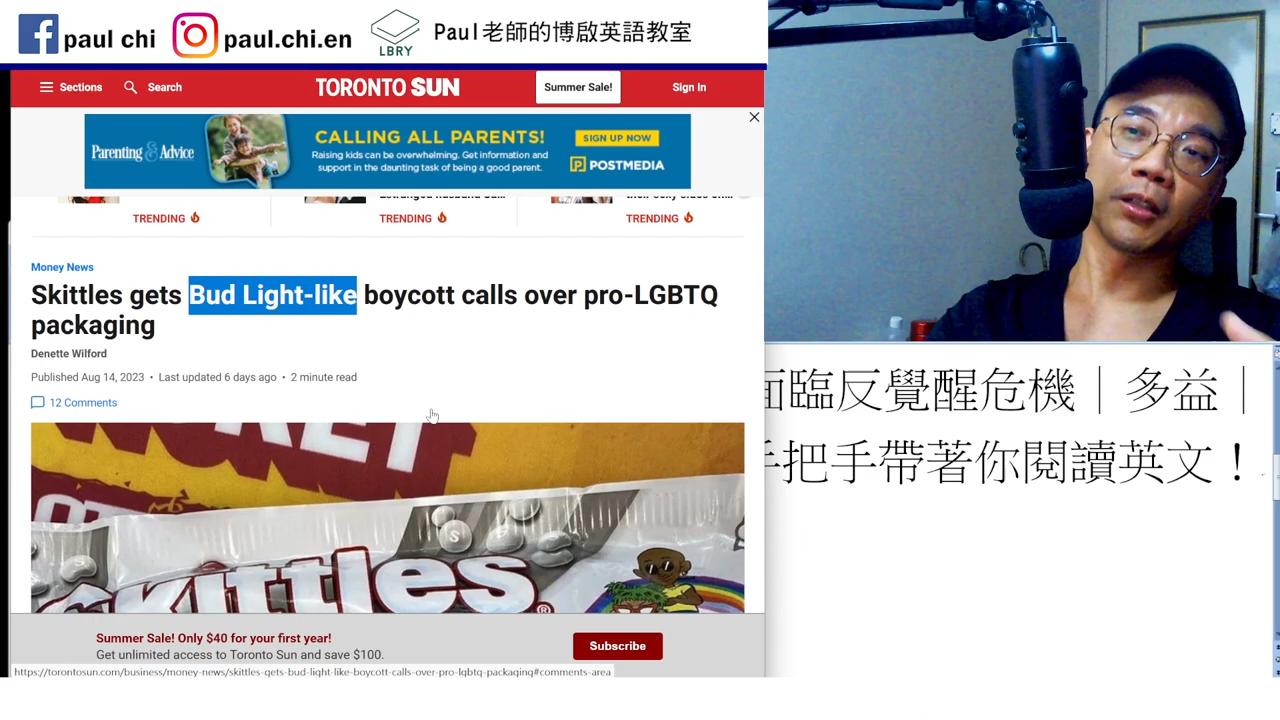 paul chi
paul.chi.en
LBRY
Paul老師的博啟英語教室
Sections
Search
TORONTO SUN
Summer Sale!
Sign In
Parenting & Advice
CALLING ALL PARENTS!
Raising kids can be overwhelming. Get information and
support in the daunting task of being a good parent.
SIGN UP NOW
POSTMEDIA
TRENDING
TRENDING
TRENDING
Money News
Skittles gets Bud Light-like boycott calls over pro-LGBTQ
packaging
Denette Wilford
Published Aug 14, 2023 • Last updated 6 days ago • 2 minute read
12 Comments
skittles
Summer Sale! Only $40 for your first year!
Get unlimited access to Toronto Sun and save $100.
Subscribe
https://torontosun.com/business/money-news/skittles-gets-bud-light-like-boycott-calls-over-pro-lgbtq-packaging#comments-area
面臨反覺醒危機｜多益｜
手把手帶著你閱讀英文！